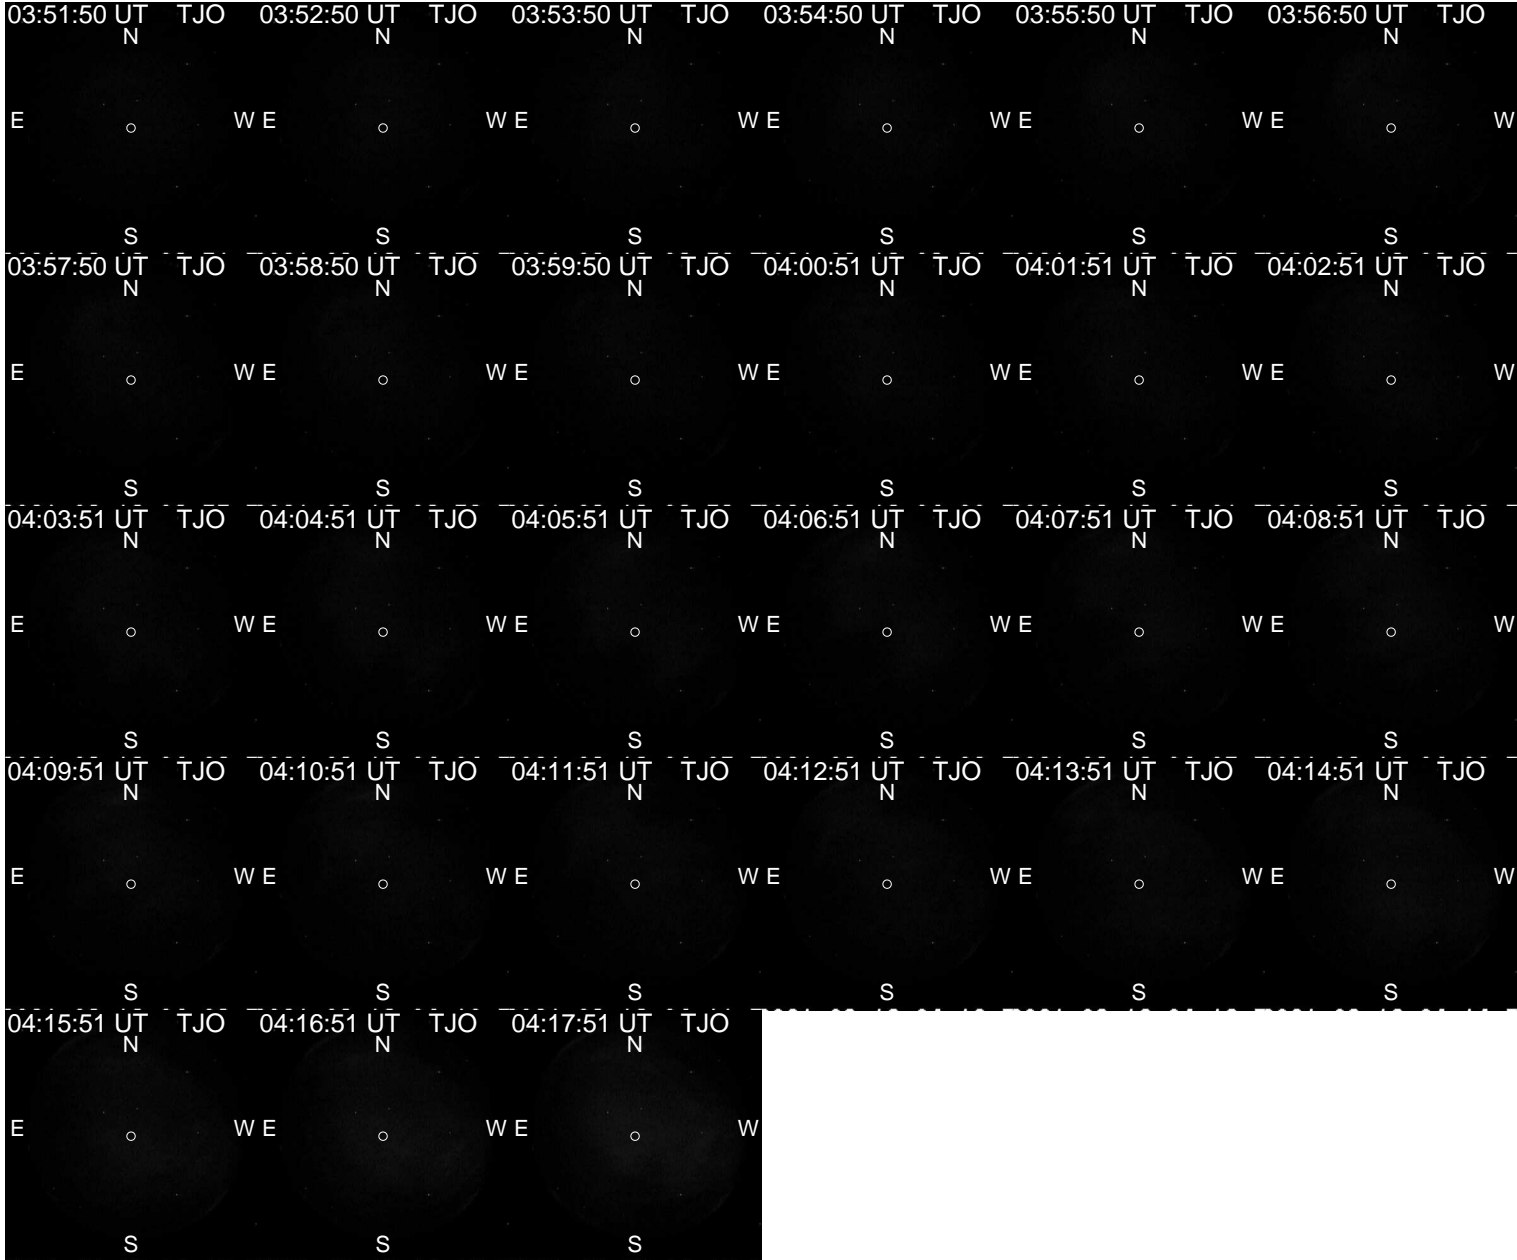 03:51:50 UT TJO 03:52:50 UT TJO 03:53:50 UT TJO 03:54:50 UT TJO 03:55:50 UT TJO 03:56:50 UT TJO
N N N N N N
E W E W E W E W E W E W
S S S S S S
03:57:50 UT TJO 03:58:50 UT TJO 03:59:50 UT TJO 04:00:51 UT TJO 04:01:51 UT TJO 04:02:51 UT TJO
N N N N N N
E W E W E W E W E W E W
S S S S S S
04:03:51 UT TJO 04:04:51 UT TJO 04:05:51 UT TJO 04:06:51 UT TJO 04:07:51 UT TJO 04:08:51 UT TJO
N N N N N N
E W E W E W E W E W E W
S S S S S S
04:09:51 UT TJO 04:10:51 UT TJO 04:11:51 UT TJO 04:12:51 UT TJO 04:13:51 UT TJO 04:14:51 UT TJO
N N N N N N
E W E W E W E W E W E W
S S S S S S
04:15:51 UT TJO 04:16:51 UT TJO 04:17:51 UT TJO
N N N
E W E W E W
S S S